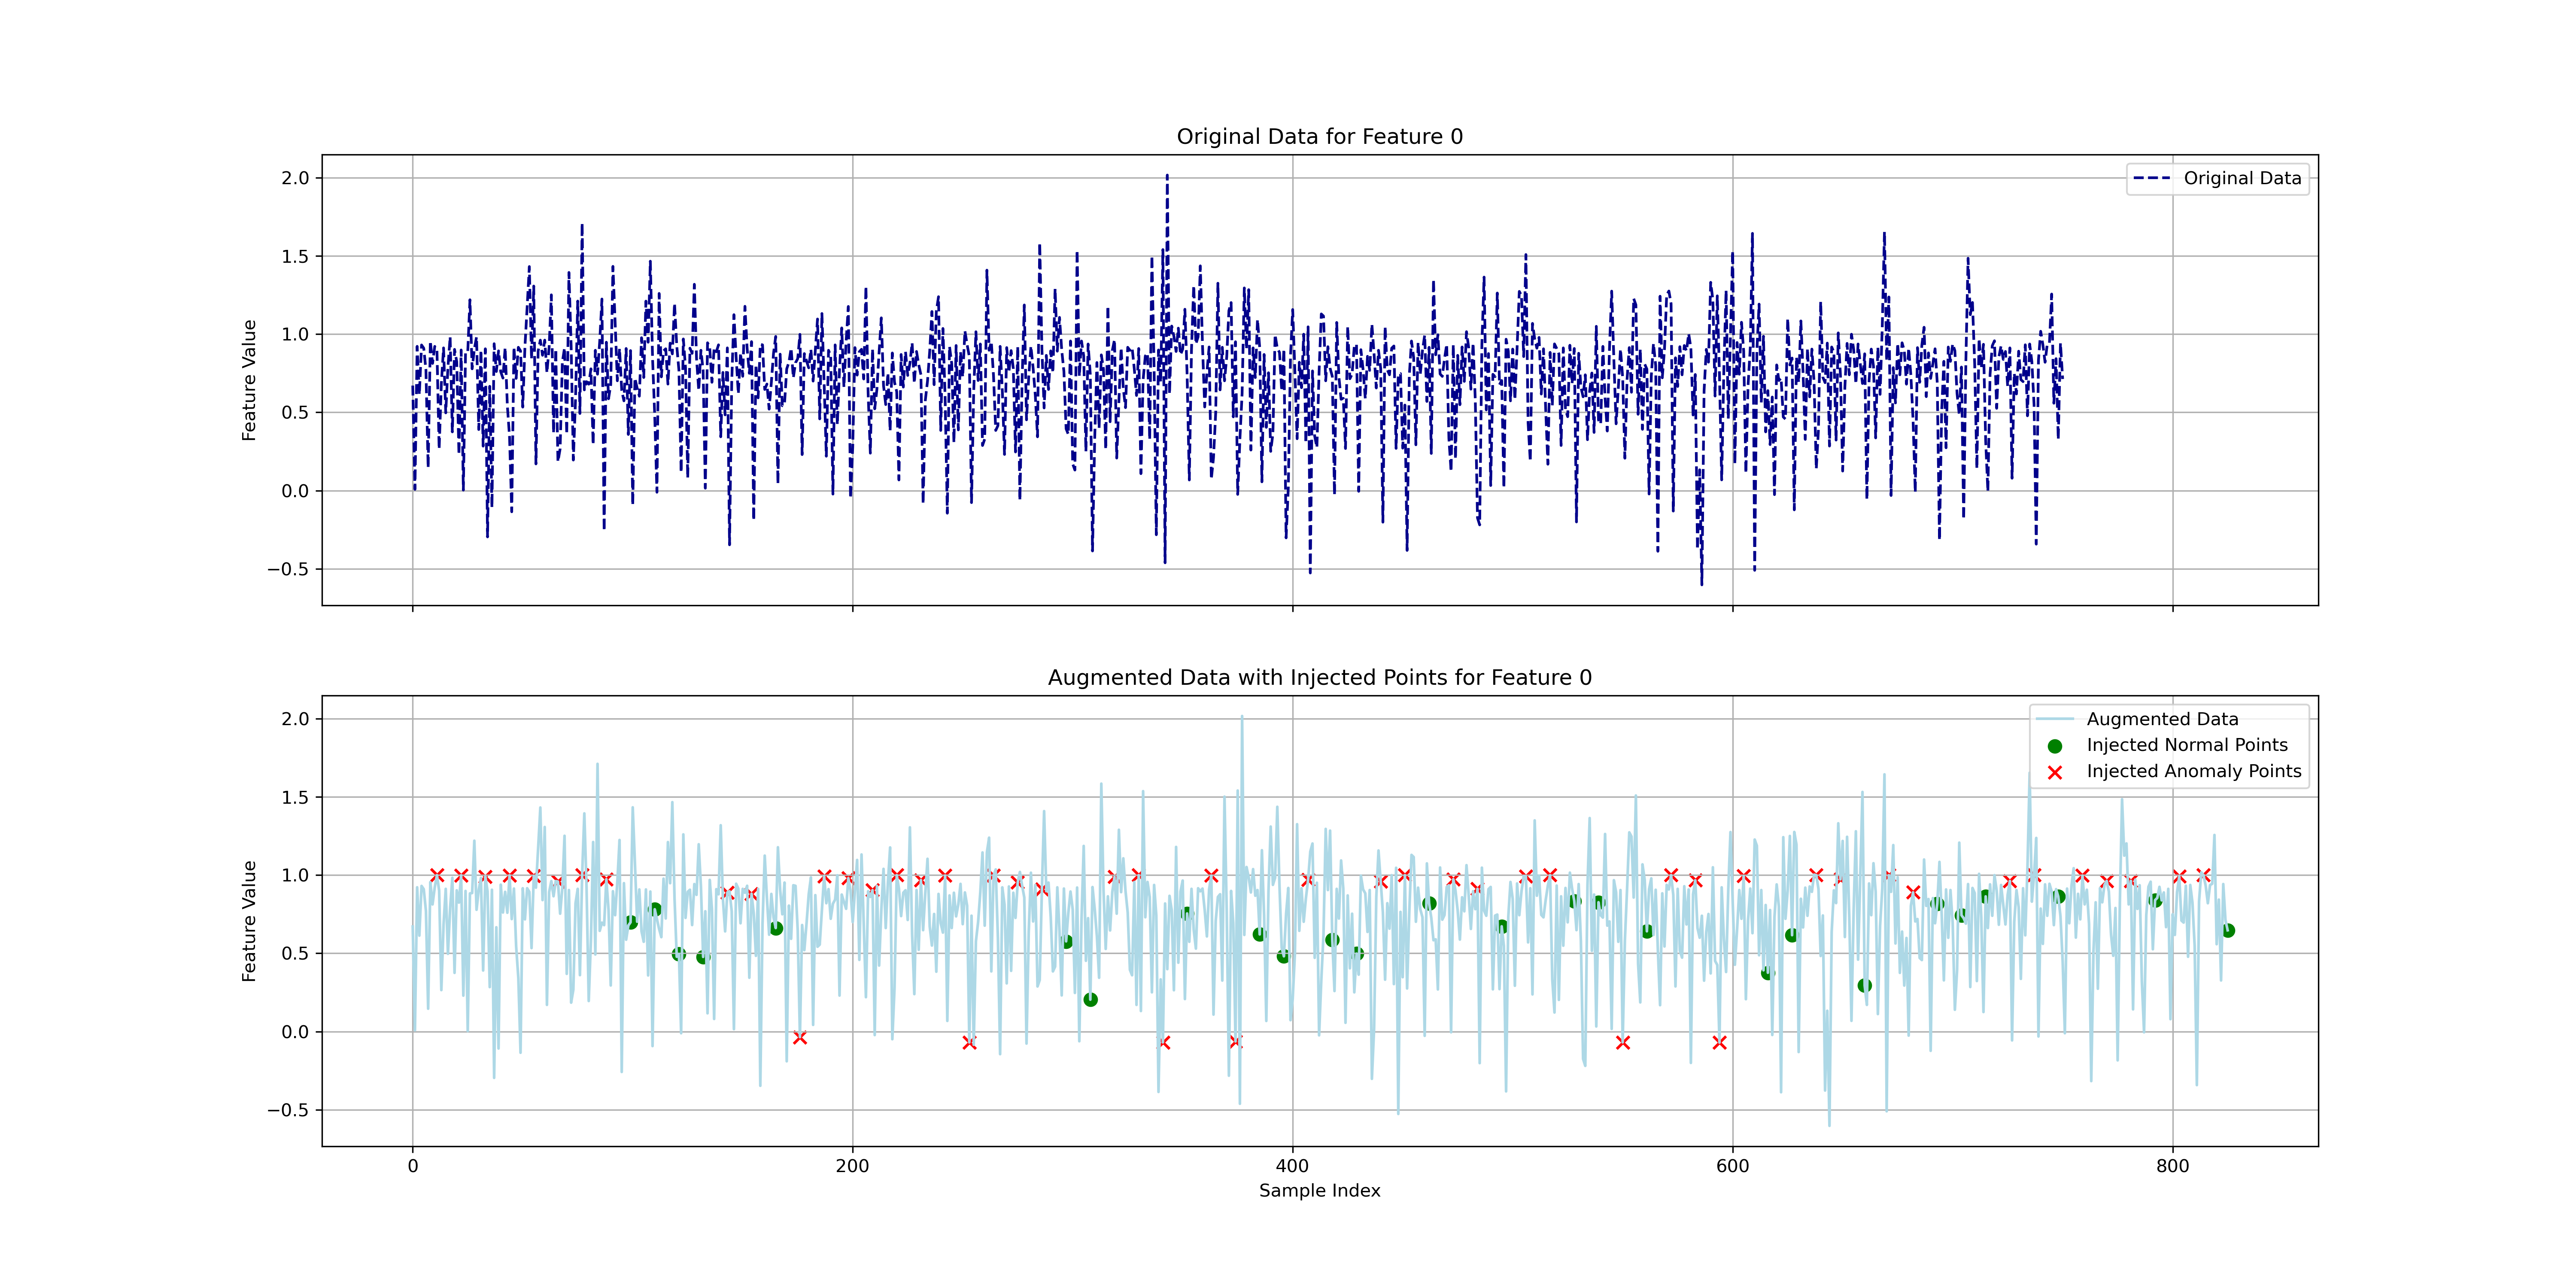 Original Data for Feature 0
2.0
1.5
1.0
0.5
0.0
−0.5
Feature Value
Original Data
Augmented Data with Injected Points for Feature 0
2.0
1.5
1.0
0.5
0.0
−0.5
Feature Value
Augmented Data
Injected Normal Points
Injected Anomaly Points
0 200 400 600 800
Sample Index